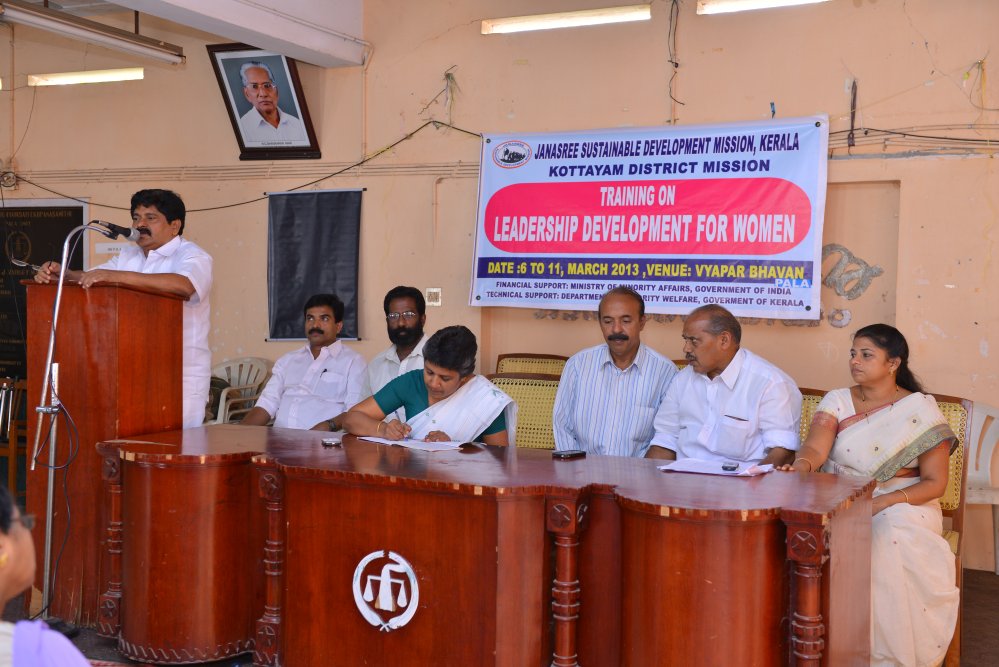 JANASREE SUSTAINABLE DEVELOPMENT MISSION, KERALA
KOTTAYAM DISTRICT MISSION
TRAINING ON
LEADERSHIP DEVELOPMENT FOR WOMEN
DATE :6 TO 11, MARCH 2013 ,VENUE: VYAPAR BHAVAN
PALA
FINANCIAL SUPPORT: MINISTRY OF MINORITY AFFAIRS, GOVERNMENT OF INDIA
TECHNICAL SUPPORT: DEPARTMENT MINORITY WELFARE, GOVERMENT OF KERALA